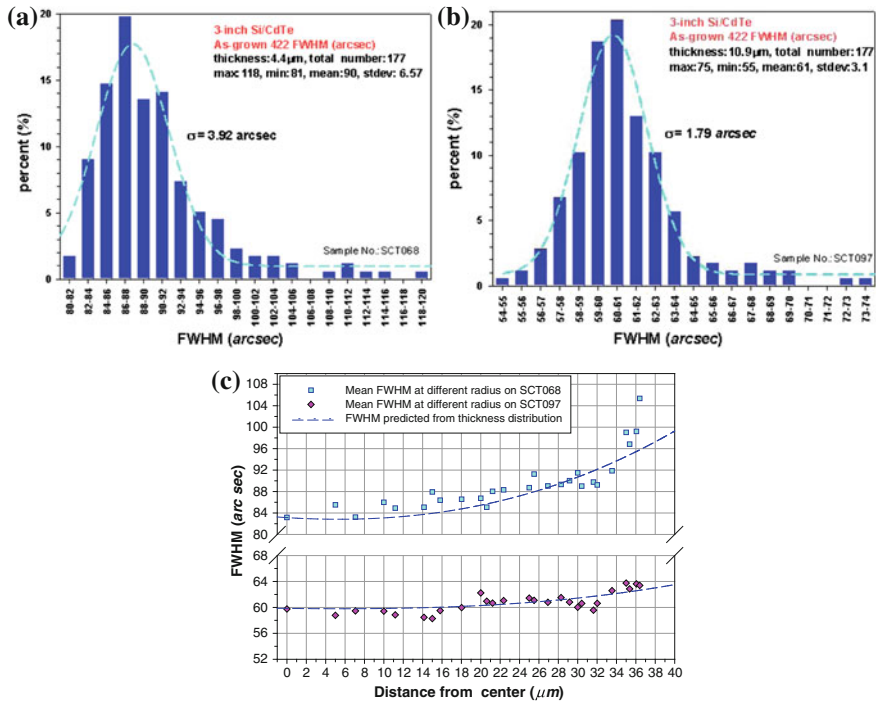 (a)
3-inch Si/CdTe
As-grown 422 FWHM (arcsec)
thickness:4.4μm, total number:177
max:118, min:81, mean:90, stdev: 6.57
σ= 3.92 arcsec
Sample No.:SCT068
percent (%)
20
15
10
5
0
80-82
82-84
84-86
86-88
88-90
90-92
92-94
94-96
96-98
98-100
100-102
102-104
104-106
106-108
108-110
110-112
112-114
114-116
116-118
118-120
FWHM (arcsec)
(b)
3-inch Si/CdTe
As-grown 422 FWHM (arcsec)
thickness:10.9μm, total number:177
max:75, min:55, mean:61, stdev:3.1
σ= 1.79 arcsec
Sample No.:SCT097
percent (%)
20
15
10
5
0
54-55
55-56
56-57
57-58
58-59
59-60
60-61
61-62
62-63
63-64
64-65
65-66
66-67
67-68
68-69
69-70
70-71
71-72
72-73
73-74
FWHM (arcsec)
(c)
Mean FWHM at different radius on SCT068
Mean FWHM at different radius on SCT097
FWHM predicted from thickness distribution
FWHM (arc sec)
108
104
100
96
92
88
84
80
68
64
60
56
52
0 2 4 6 8 10 12 14 16 18 20 22 24 26 28 30 32 34 36 38 40
Distance from center (μm)